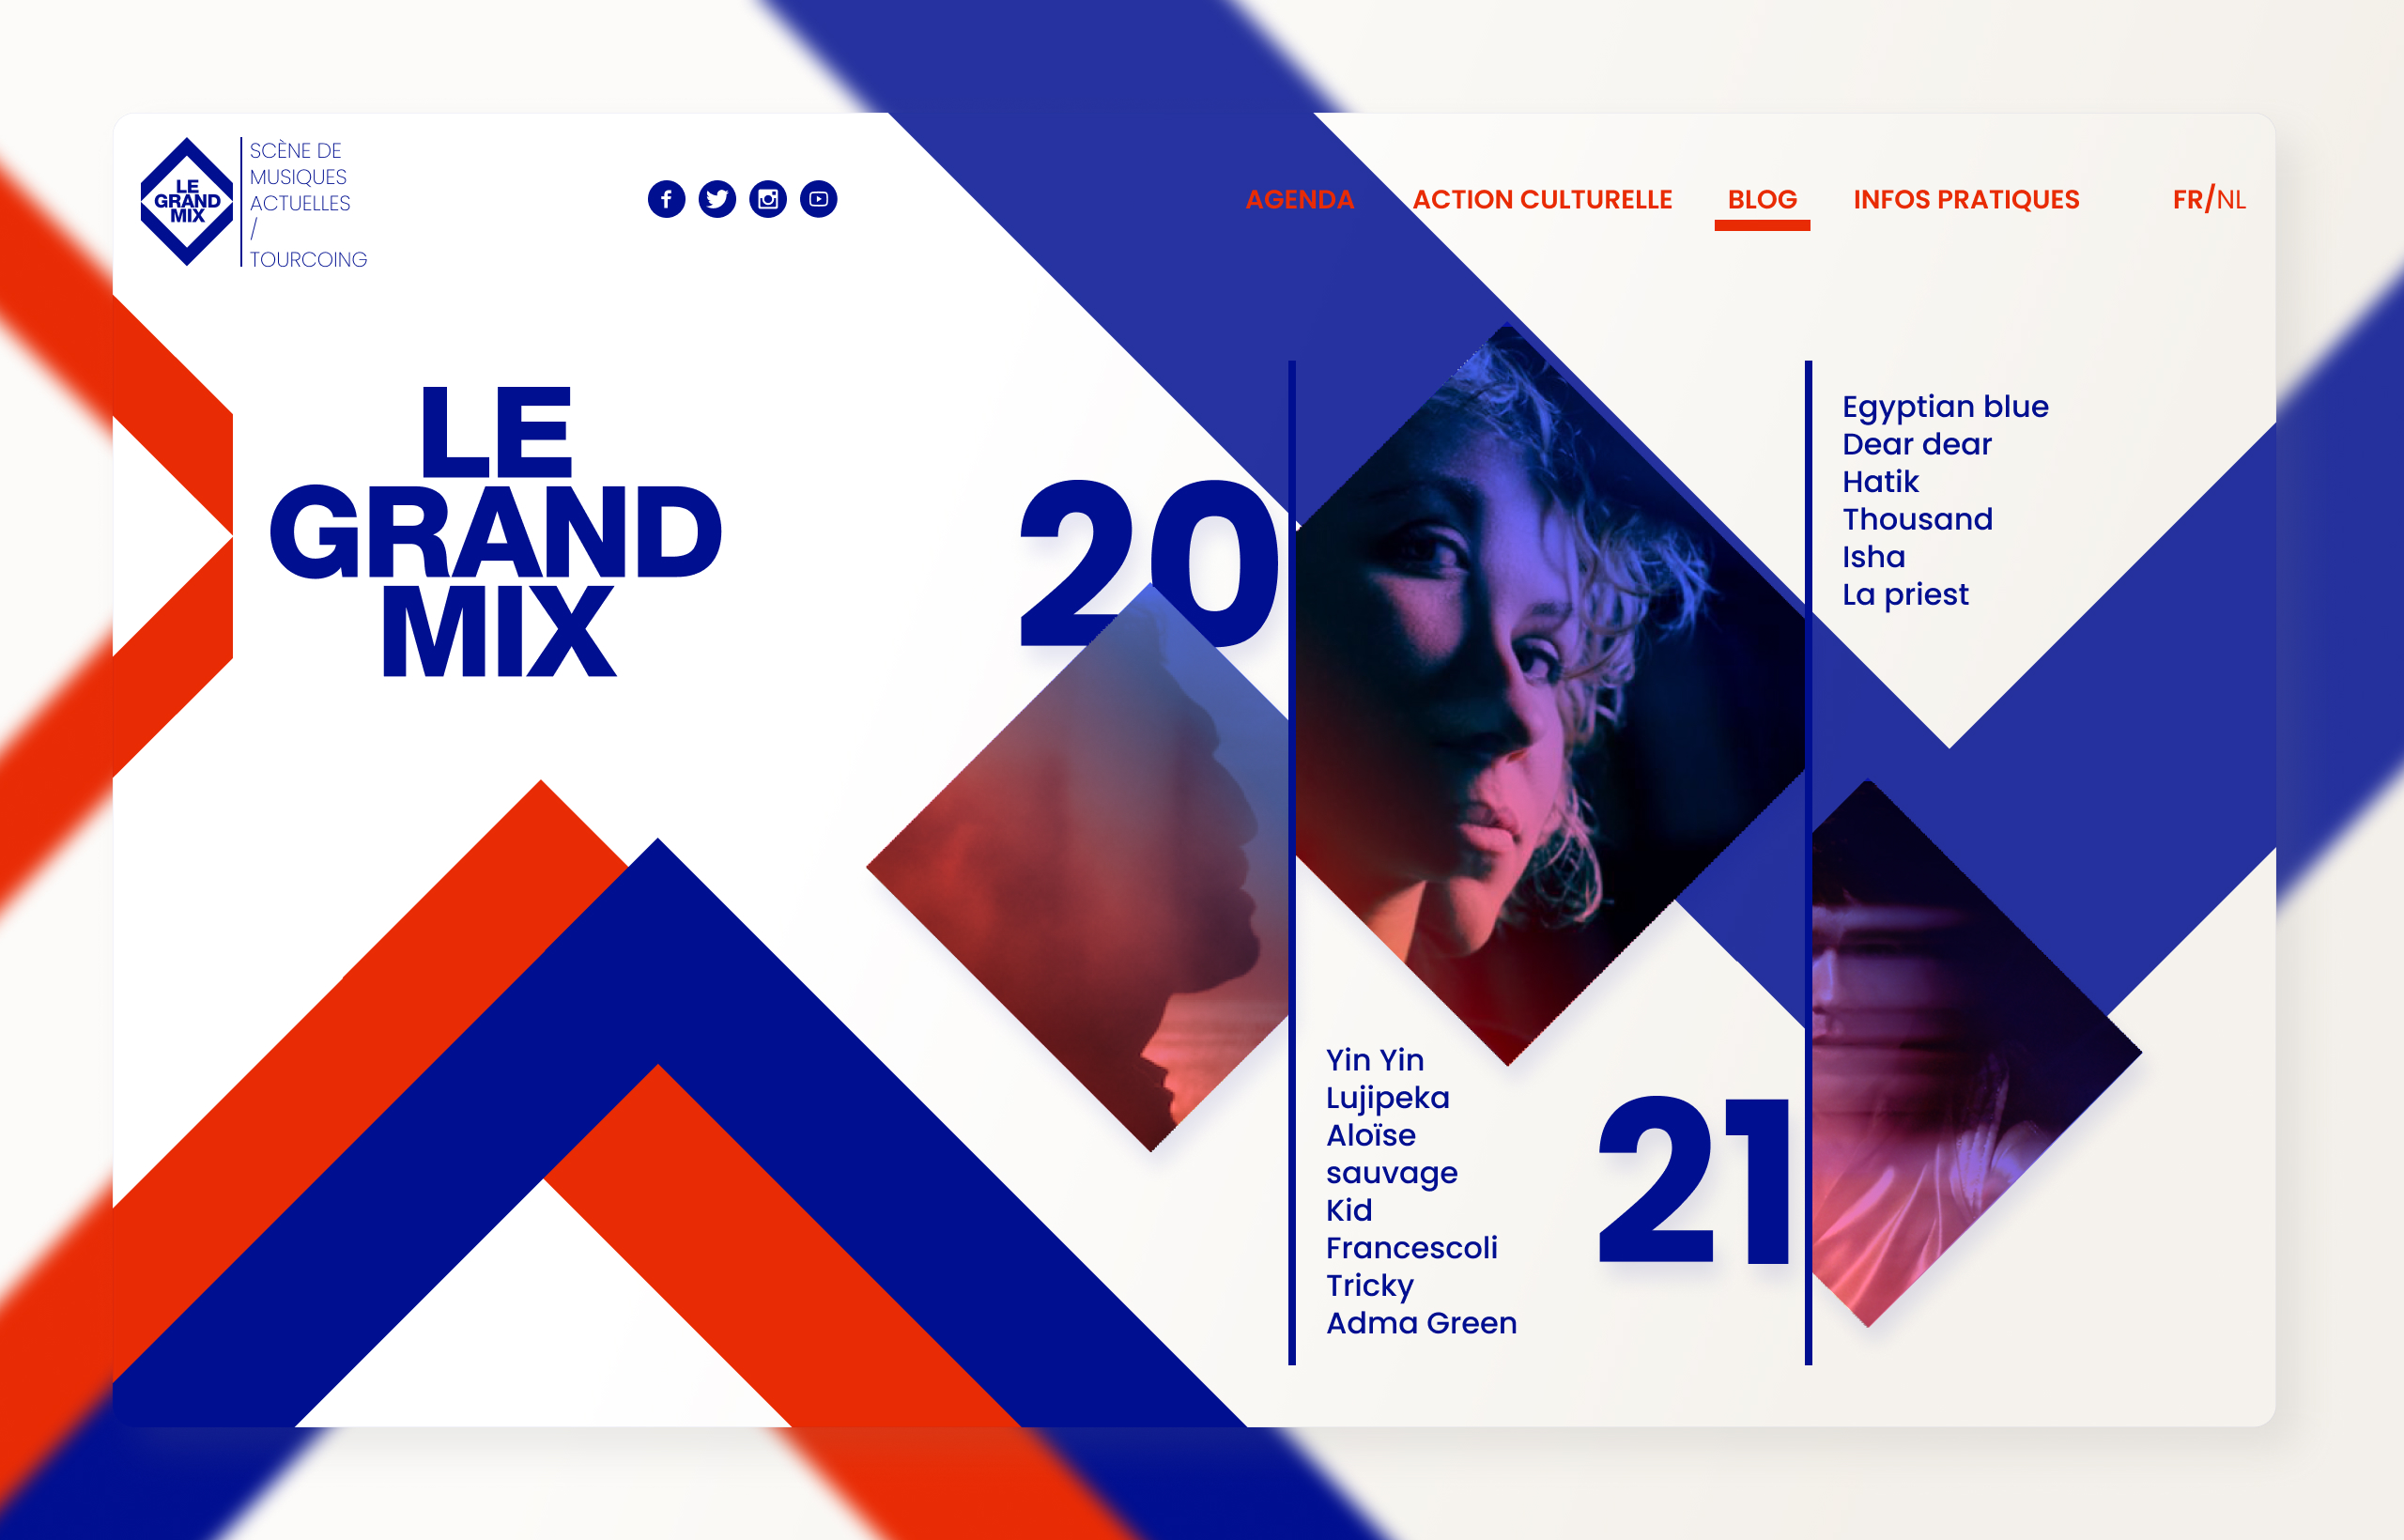 LE
GRAND
MIX
SCÈNE DE
MUSIQUES
ACTUELLES
/
TOURCOING
AGENDA
ACTION CULTURELLE
BLOG
INFOS PRATIQUES
FR/NL
LE
GRAND
MIX
20
Egyptian blue
Dear dear
Hatik
Thousand
Isha
La priest
Yin Yin
Lujipeka
Aloïse
sauvage
Kid
Francescoli
Tricky
Adma Green
21